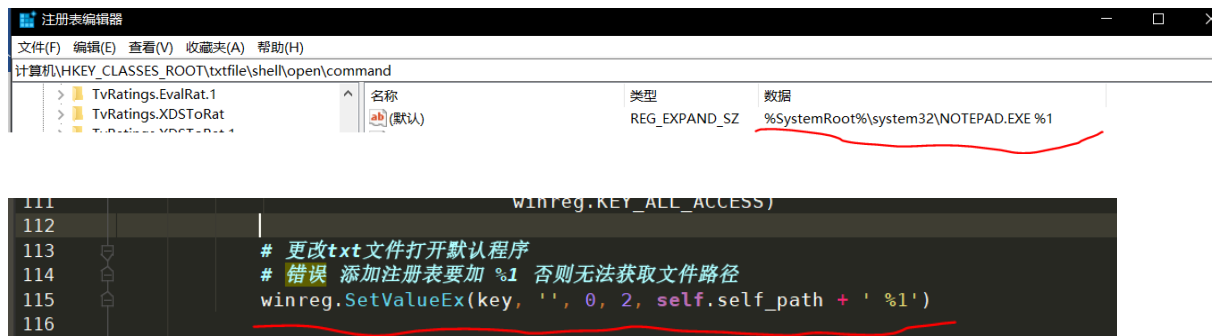 注册表编辑器
文件(F) 编辑(E) 查看(V) 收藏夹(A) 帮助(H)
计算机\HKEY_CLASSES_ROOT\txtfile\shell\open\command
TvRatings.EvalRat.1
名称 类型 数据
TvRatings.XDSToRat
(默认) REG_EXPAND_SZ %SystemRoot%\system32\NOTEPAD.EXE %1
TvRatings.XDSToRat.1
111 winreg.KEY_ALL_ACCESS)
112
113 # 更改txt文件打开默认程序
114 # 错误 添加注册表要加 %1 否则无法获取文件路径
115 winreg.SetValueEx(key, '', 0, 2, self.self_path + ' %1')
116